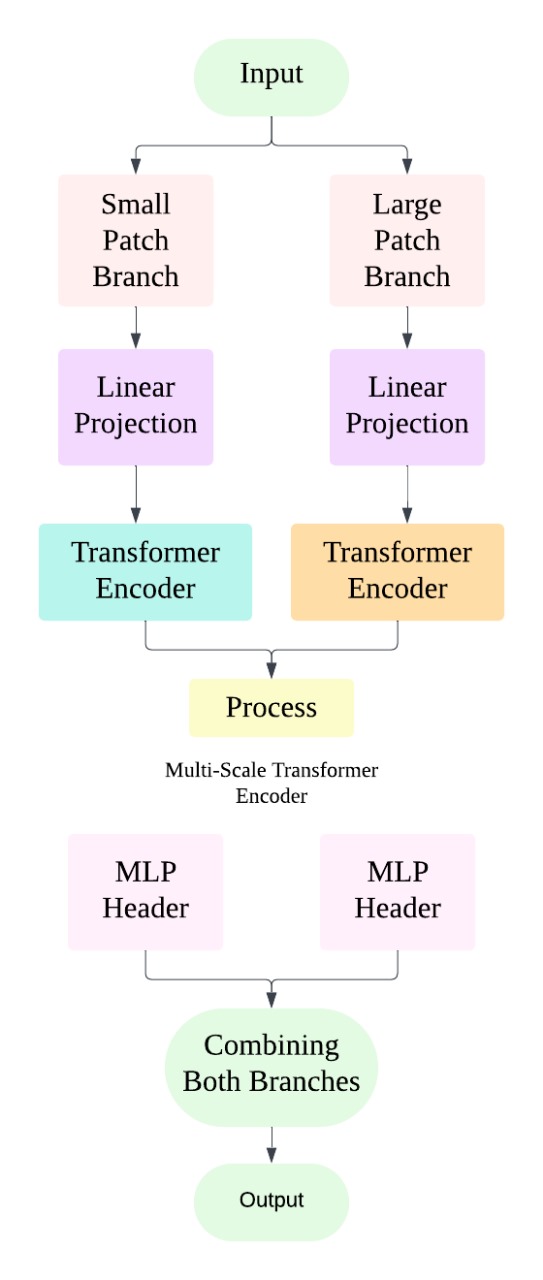 Input
Small
Patch
Branch
Large
Patch
Branch
Linear
Projection
Linear
Projection
Transformer
Encoder
Transformer
Encoder
Process
Multi-Scale Transformer
Encoder
MLP
Header
MLP
Header
Combining
Both Branches
Output